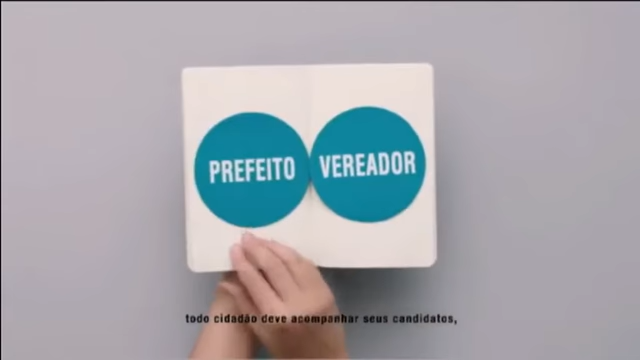 PREFEITO
VEREADOR
todo cidadão deve acompanhar seus candidatos,